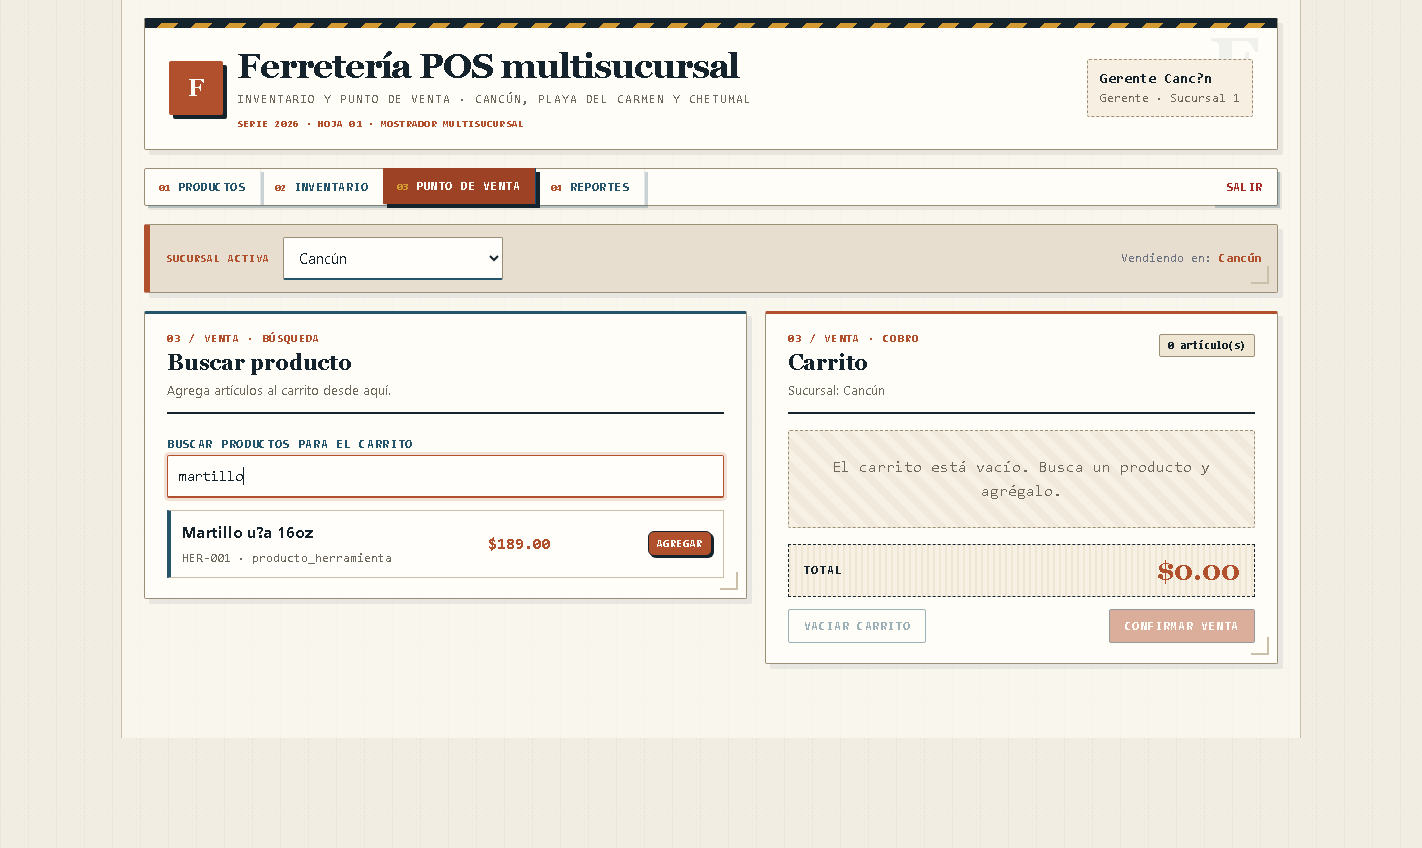 F
Ferretería POS multisucursal
INVENTARIO Y PUNTO DE VENTA · CANCÚN, PLAYA DEL CARMEN Y CHETUMAL
SERIE 2026 · HOJA 01 · MOSTRADOR MULTISUCURSAL
F
Gerente Canc?n
Gerente · Sucursal 1
01 PRODUCTOS
02 INVENTARIO
03 PUNTO DE VENTA
04 REPORTES
SALIR
SUCURSAL ACTIVA
Cancún
Vendiendo en: Cancún
03 / VENTA · BÚSQUEDA
Buscar producto
Agrega artículos al carrito desde aquí.
BUSCAR PRODUCTOS PARA EL CARRITO
martillo
Martillo u?a 16oz
HER-001 · producto_herramienta
$189.00
AGREGAR
03 / VENTA · COBRO
Carrito
Sucursal: Cancún
0 artículo(s)
El carrito está vacío. Busca un producto y
agrégalo.
TOTAL
$0.00
VACIAR CARRITO
CONFIRMAR VENTA